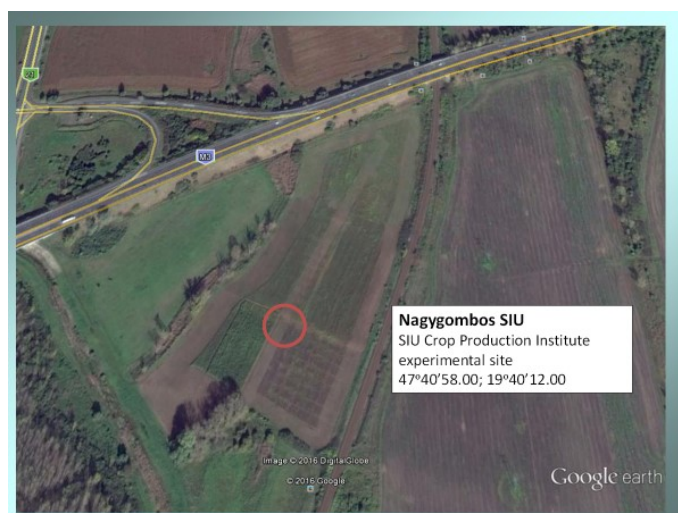 Nagygombos SIU
SIU Crop Production Institute
experimental site
47º40’58.00; 19º40’12.00
Image © 2016 DigitalGlobe
© 2016 Google
Google earth